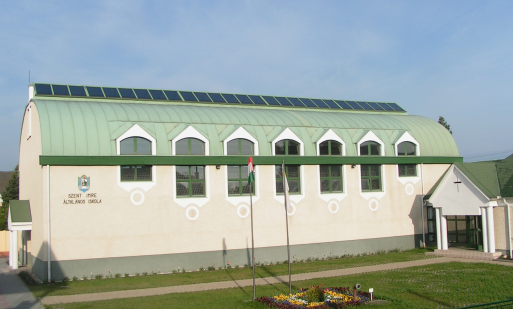 SZENT IMRE
ÁLTALÁNOS ISKOLA